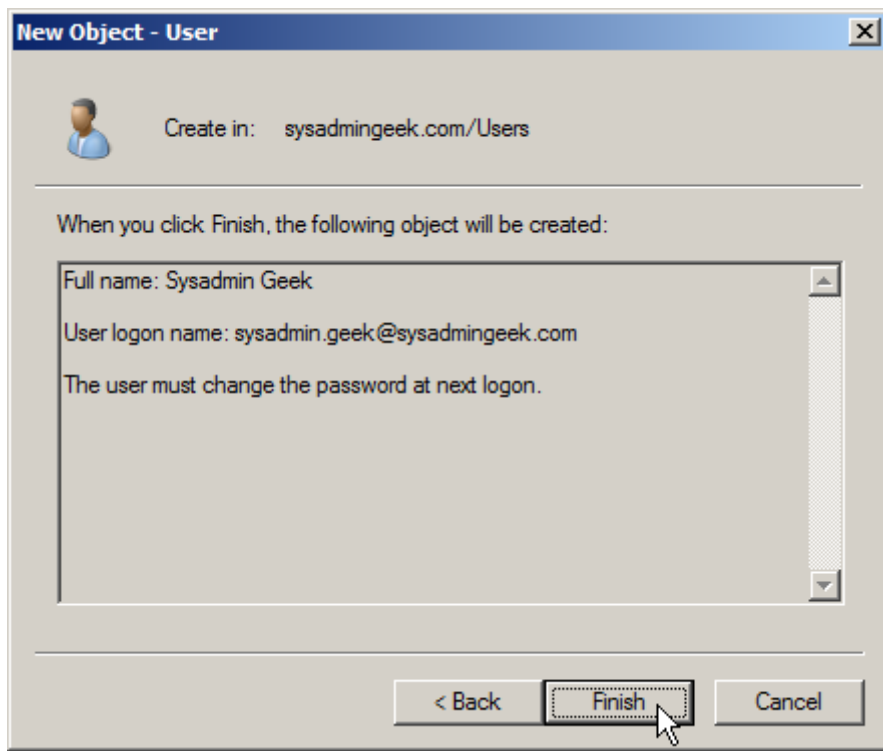 New Object - User
Create in: sysadmingeek.com/Users
When you click Finish, the following object will be created:
Full name: Sysadmin Geek
User logon name: sysadmin.geek@sysadmingeek.com
The user must change the password at next logon.
< Back Finish Cancel